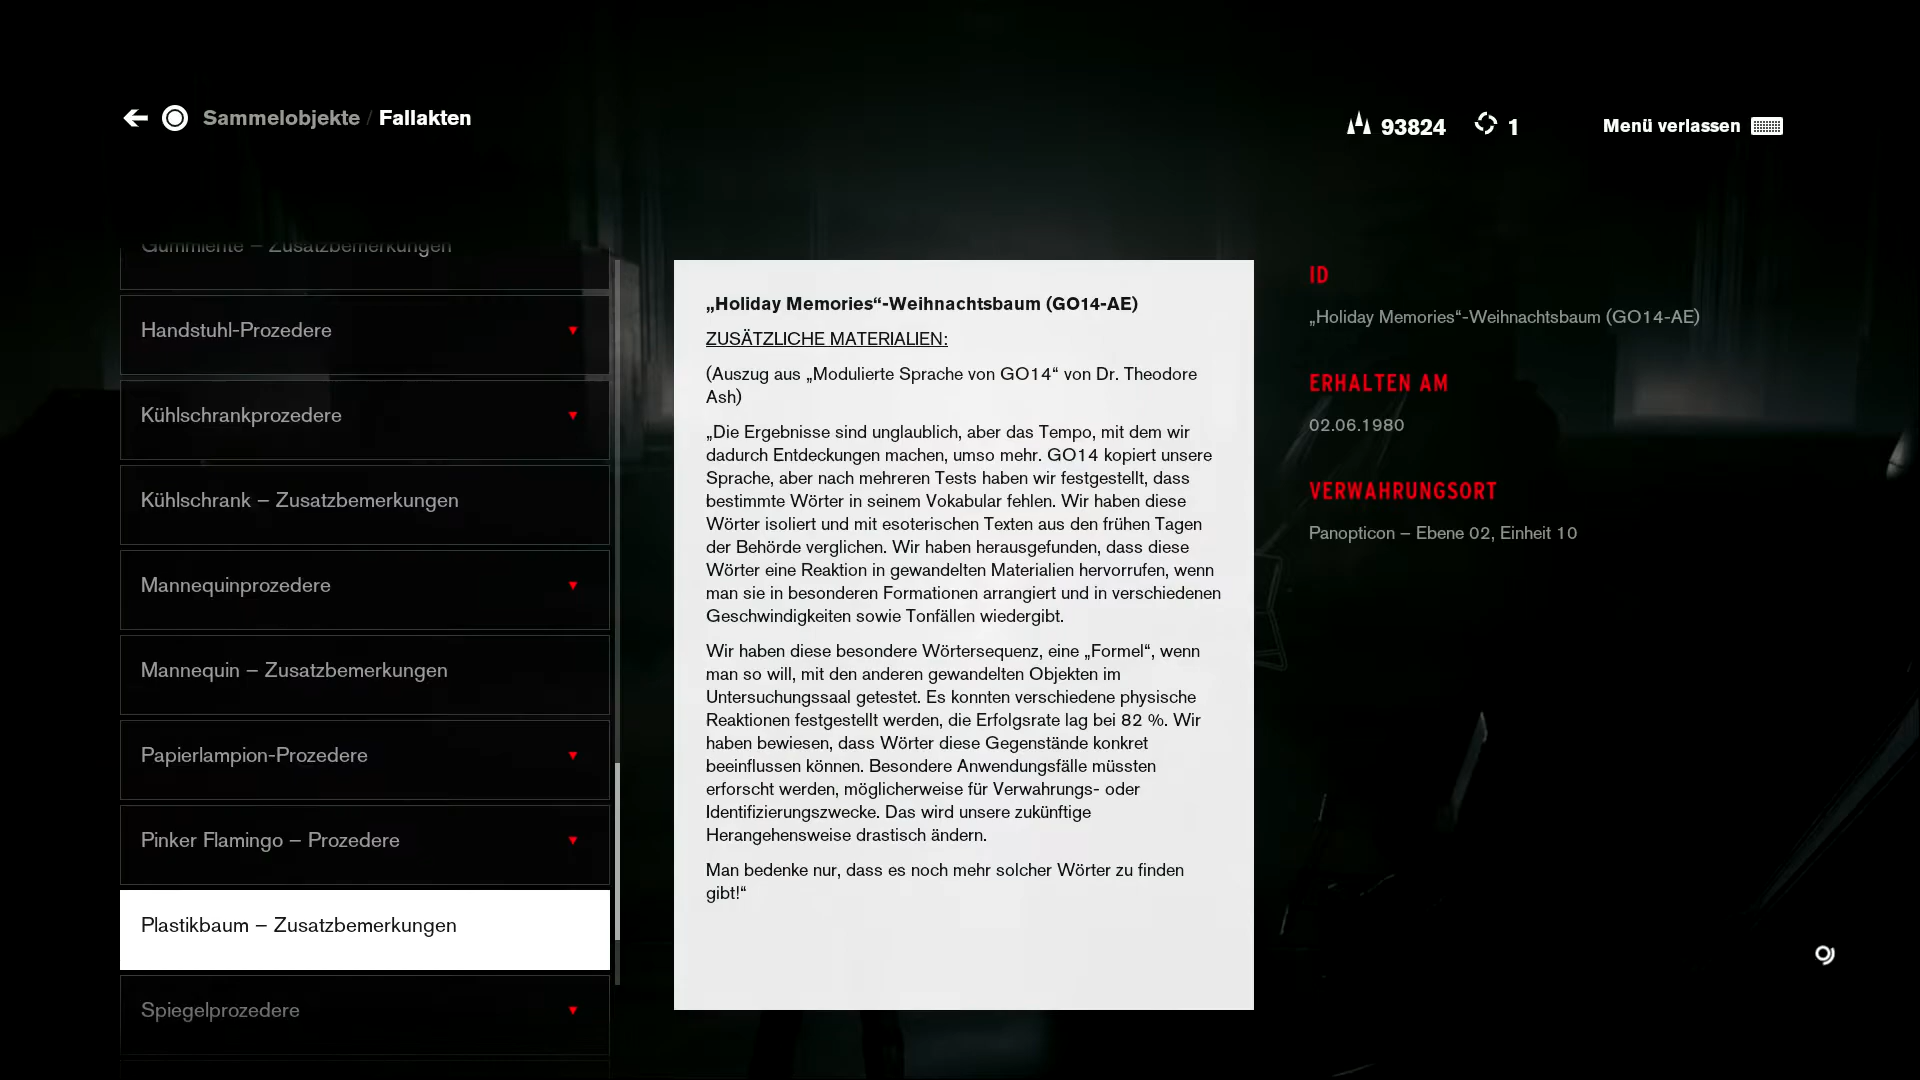 Sammelobjekte / Fallakten
93824
1
Menü verlassen
Gummiente – Zusatzbemerkungen
Handstuhl-Prozedere
Kühlschrankprozedere
Kühlschrank – Zusatzbemerkungen
Mannequinprozedere
Mannequin – Zusatzbemerkungen
Papierlampion-Prozedere
Pinker Flamingo – Prozedere
Plastikbaum – Zusatzbemerkungen
Spiegelprozedere
„Holiday Memories“-Weihnachtsbaum (GO14-AE)
ZUSÄTZLICHE MATERIALIEN:
(Auszug aus „Modulierte Sprache von GO14“ von Dr. Theodore
Ash)
„Die Ergebnisse sind unglaublich, aber das Tempo, mit dem wir
dadurch Entdeckungen machen, umso mehr. GO14 kopiert unsere
Sprache, aber nach mehreren Tests haben wir festgestellt, dass
bestimmte Wörter in seinem Vokabular fehlen. Wir haben diese
Wörter isoliert und mit esoterischen Texten aus den frühen Tagen
der Behörde verglichen. Wir haben herausgefunden, dass diese
Wörter eine Reaktion in gewandelten Materialien hervorrufen, wenn
man sie in besonderen Formationen arrangiert und in verschiedenen
Geschwindigkeiten sowie Tonfällen wiedergibt.
Wir haben diese besondere Wörtersequenz, eine „Formel“, wenn
man so will, mit den anderen gewandelten Objekten im
Untersuchungssaal getestet. Es konnten verschiedene physische
Reaktionen festgestellt werden, die Erfolgsrate lag bei 82 %. Wir
haben bewiesen, dass Wörter diese Gegenstände konkret
beeinflussen können. Besondere Anwendungsfälle müssten
erforscht werden, möglicherweise für Verwahrungs- oder
Identifizierungszwecke. Das wird unsere zukünftige
Herangehensweise drastisch ändern.
Man bedenke nur, dass es noch mehr solcher Wörter zu finden
gibt!“
ID
„Holiday Memories“-Weihnachtsbaum (GO14-AE)
ERHALTEN AM
02.06.1980
VERWAHRUNGSORT
Panopticon – Ebene 02, Einheit 10